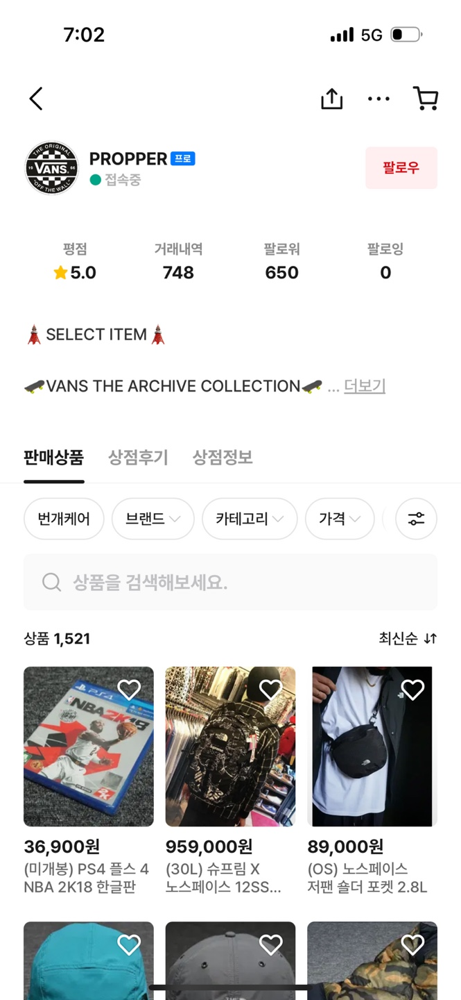 7:02
5G
THE ORIGINAL
19 VANS 66
"OFF THE WALL"
PROPPER 프로
접속중
팔로우
평점 거래내역 팔로워 팔로잉
5.0 748 650 0
SELECT ITEM
VANS THE ARCHIVE COLLECTION ... 더보기
판매상품 상점후기 상점정보
번개케어 브랜드 카테고리 가격
상품을 검색해보세요.
상품 1,521
최신순
PS4
NBA 2K18
2K
36,900원
(미개봉) PS4 플스 4
NBA 2K18 한글판
959,000원
(30L) 슈프림 X
노스페이스 12SS...
89,000원
(OS) 노스페이스
저팬 숄더 포켓 2.8L